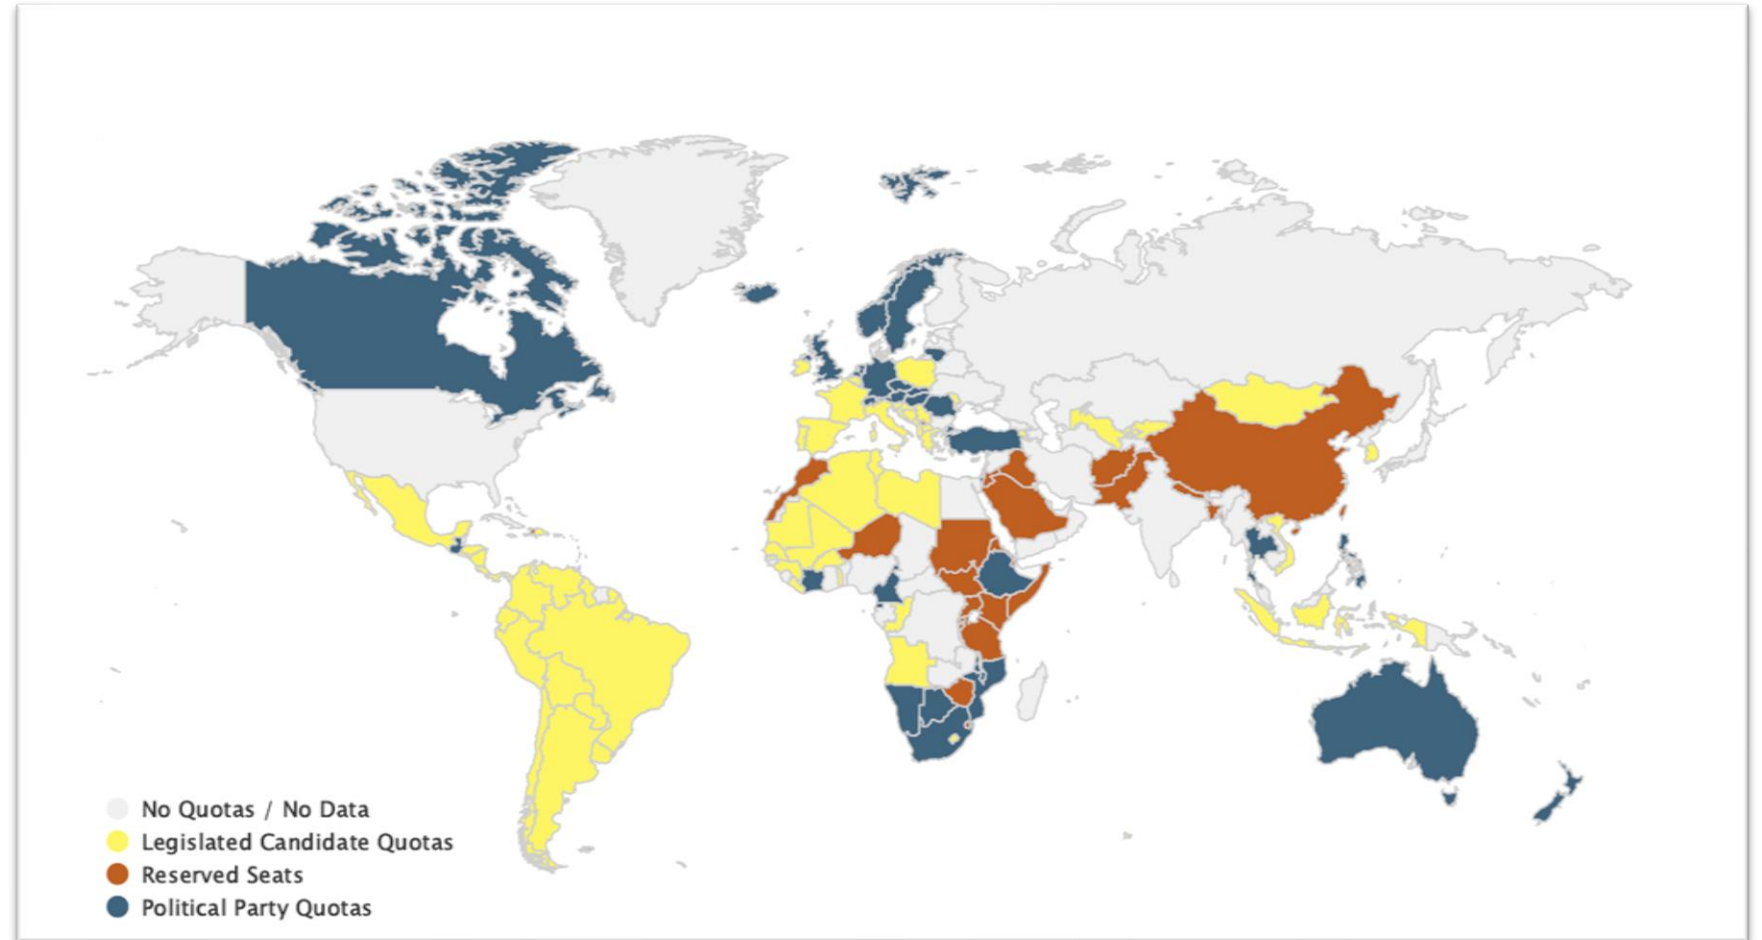 No Quotas / No Data
Legislated Candidate Quotas
Reserved Seats
Political Party Quotas